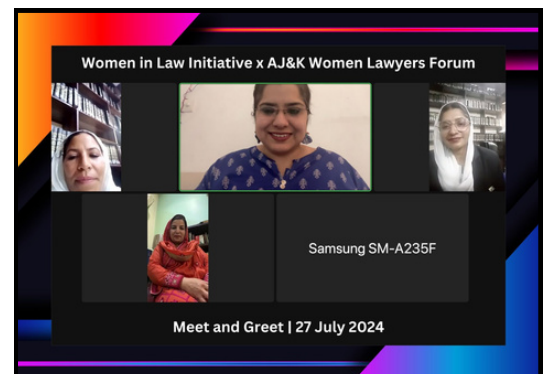 Women in Law Initiative x AJ&K Women Lawyers Forum
Samsung SM-A235F
Meet and Greet | 27 July 2024